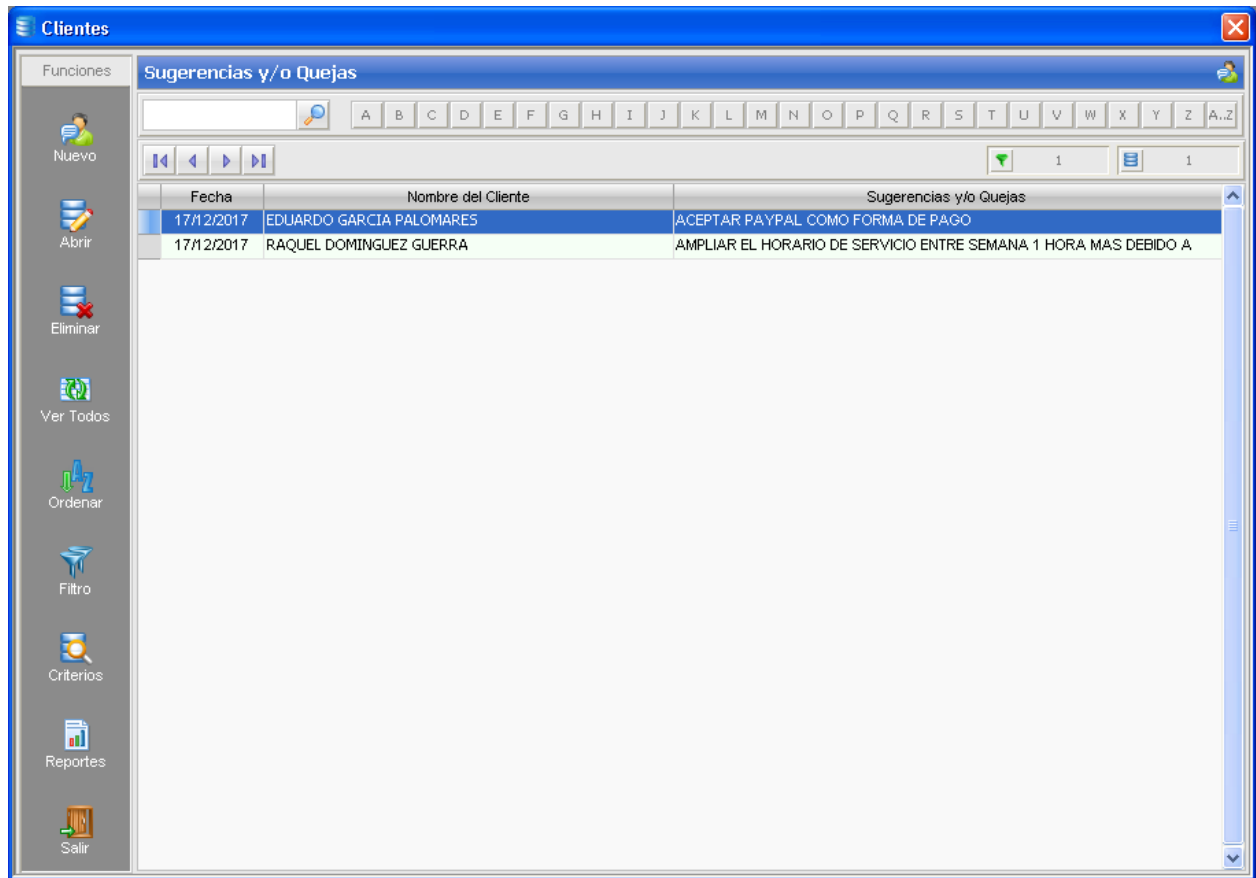 Clientes
Funciones
Sugerencias y/o Quejas
A B C D E F G H I J K L M N O P Q R S T U V W X Y Z A..Z
Nuevo
1 1
Fecha Nombre del Cliente Sugerencias y/o Quejas
17/12/2017 EDUARDO GARCIA PALOMARES ACEPTAR PAYPAL COMO FORMA DE PAGO
17/12/2017 RAQUEL DOMINGUEZ GUERRA AMPLIAR EL HORARIO DE SERVICIO ENTRE SEMANA 1 HORA MAS DEBIDO A
Abrir
Eliminar
Ver Todos
Ordenar
Filtro
Criterios
Reportes
Salir